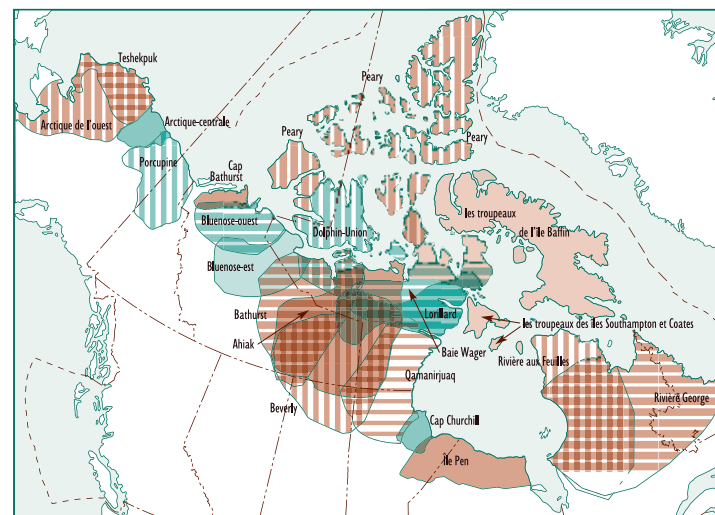 Teshekpuk
Peary
Arctique de l'ouest
Arctique-centrale
Peary
Peary
Porcupine
Cap
Bathurst
les troupeaux
de l'île Baffin
Bluenose-ouest
Dolphin-Union
Bluenose-est
Bathurst
Lorillard
les troupeaux des îles Southampton et Coates
Ahiak
Baie Wager
Rivière aux Feuilles
Qamanirjuaq
Rivière George
Beverly
Cap Churchill
Île Pen